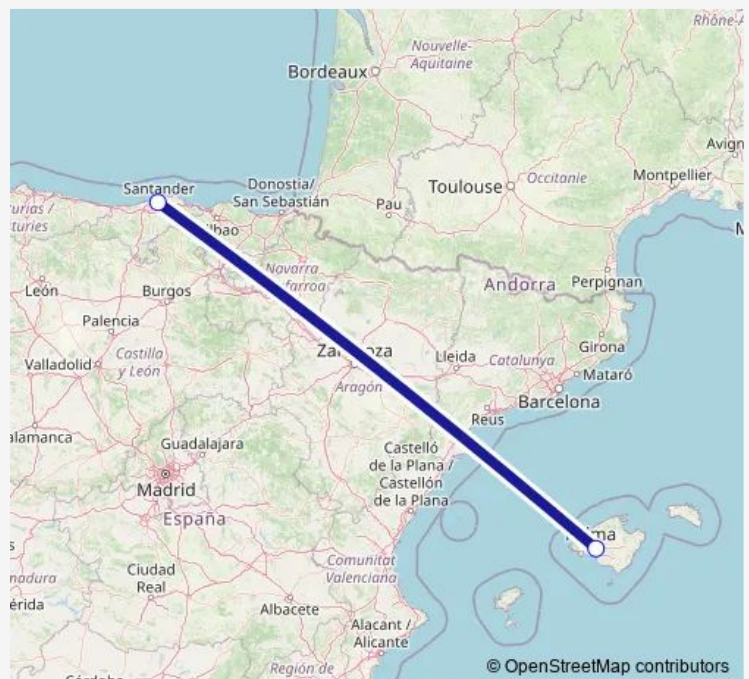 Rhône-A
Nouvelle-
Aquitaine
Bordeaux
Avign
Montpellier
Occitanie
Toulouse
Donostia/
San Sebastián
Santander
Pau
turies
Navarra
Andorra
Perpignan
León
Burgos
Palencia
Girona
Lleida
Catalunya
Castilla
y León
Valladolid
Mataró
Aragón
Barcelona
Reus
alamanca
Guadalajara
Castelló
de la Plana /
Castellón
de la Plana
Madrid
España
Comunitat
Valenciana
Ciudad
Real
nadura
érida
Albacete
Alacant /
Alicante
Región de
© OpenStreetMap contributors